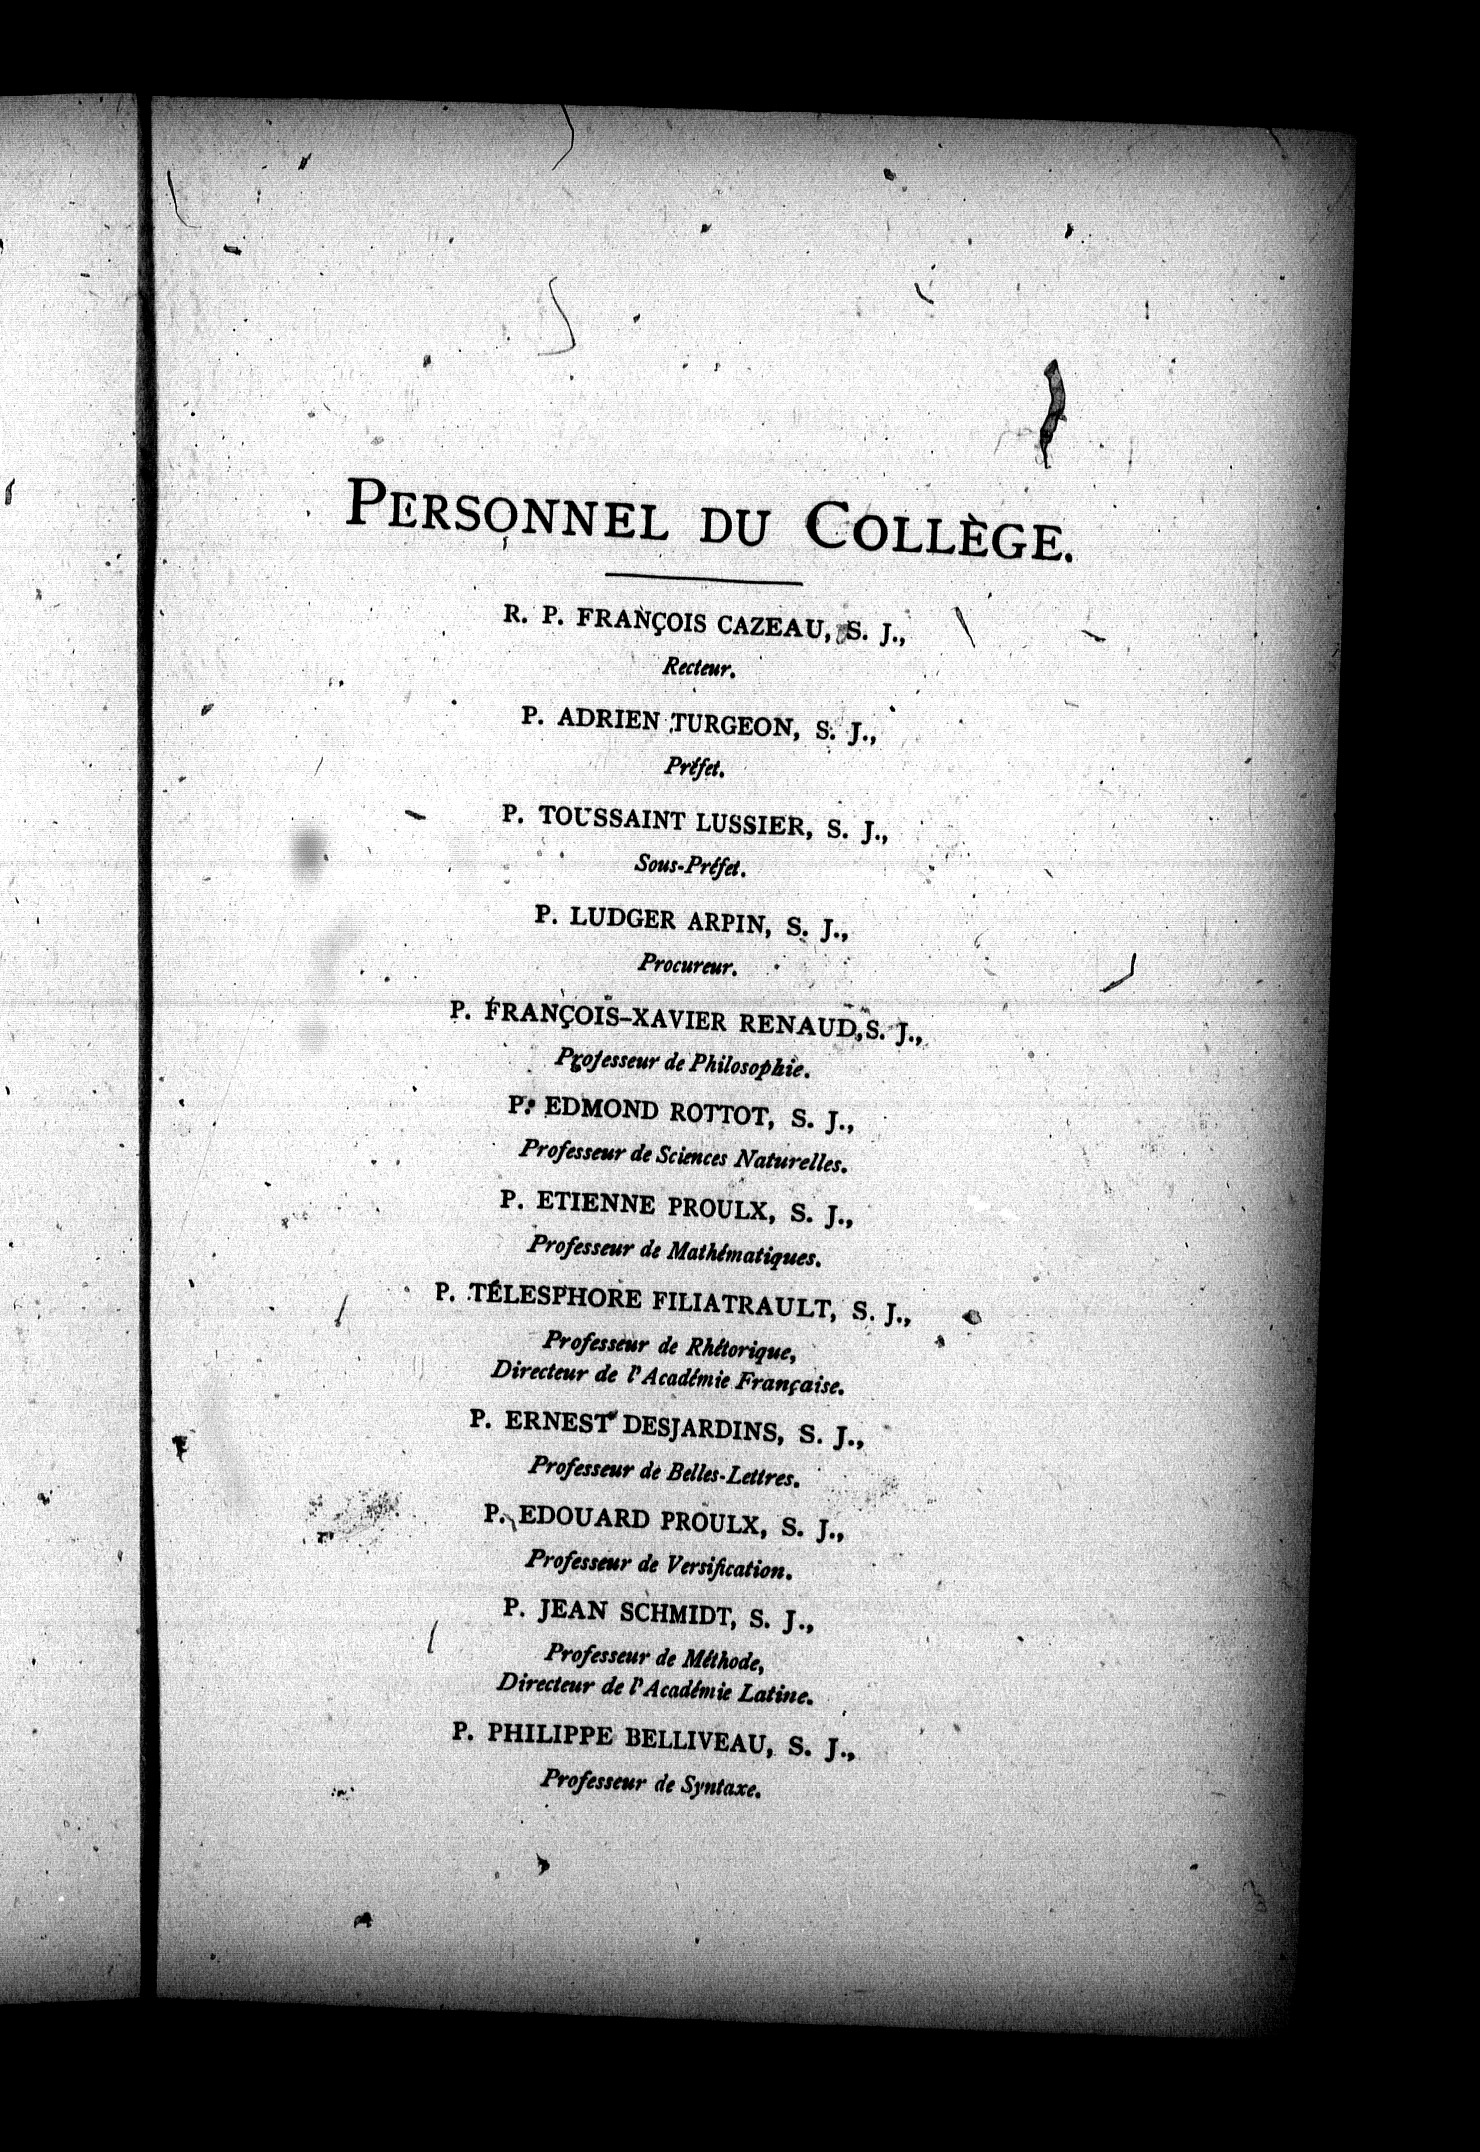 PERSONNEL DU COLLÈGE.
R. P. FRANÇOIS CAZEAU, S. J.,
Recteur.
P. ADRIEN TURGEON, S. J.,
Préfet.
P. TOUSSAINT LUSSIER, S. J.,
Sous-Préfet.
P. LUDGER ARPIN, S. J.,
Procureur.
P. FRANÇOIS-XAVIER RENAUD, S. J.,
Professeur de Philosophie.
P. EDMOND ROTTOT, S. J.,
Professeur de Sciences Naturelles.
P. ETIENNE PROULX, S. J.,
Professeur de Mathématiques.
P. TÉLESPHORE FILIATRAULT, S. J.,
Professeur de Rhétorique,
Directeur de l'Académie Française.
P. ERNEST DESJARDINS, S. J.,
Professeur de Belles-Lettres.
P. EDOUARD PROULX, S. J.,
Professeur de Versification.
P. JEAN SCHMIDT, S. J.,
Professeur de Méthode,
Directeur de l'Académie Latine.
P. PHILIPPE BELLIVEAU, S. J.,
Professeur de Syntaxe.